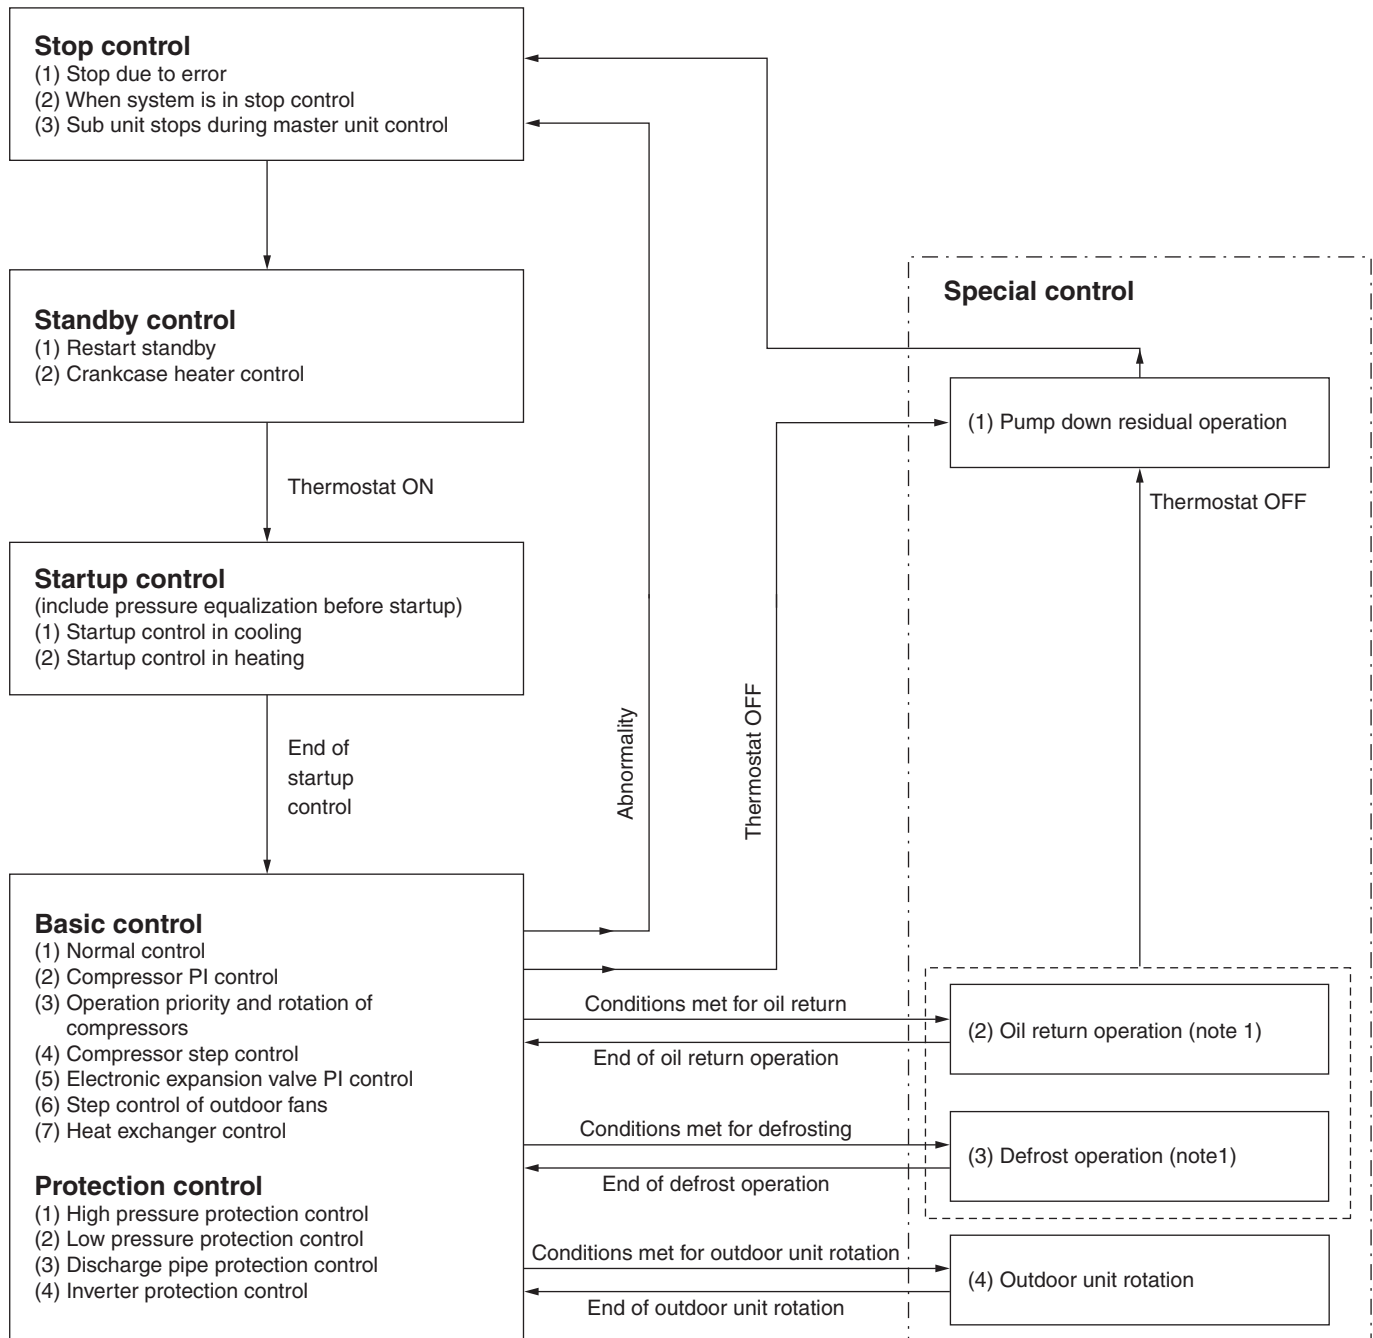 Stop control
(1) Stop due to error
(2) When system is in stop control
(3) Sub unit stops during master unit control
Standby control
(1) Restart standby
(2) Crankcase heater control
Thermostat ON
Startup control
(include pressure equalization before startup)
(1) Startup control in cooling
(2) Startup control in heating
End of
startup
control
Abnormality
Thermostat OFF
Basic control
(1) Normal control
(2) Compressor PI control
(3) Operation priority and rotation of
compressors
(4) Compressor step control
(5) Electronic expansion valve PI control
(6) Step control of outdoor fans
(7) Heat exchanger control
Protection control
(1) High pressure protection control
(2) Low pressure protection control
(3) Discharge pipe protection control
(4) Inverter protection control
Conditions met for oil return
End of oil return operation
Conditions met for defrosting
End of defrost operation
Conditions met for outdoor unit rotation
End of outdoor unit rotation
Special control
(1) Pump down residual operation
Thermostat OFF
(2) Oil return operation (note 1)
(3) Defrost operation (note1)
(4) Outdoor unit rotation